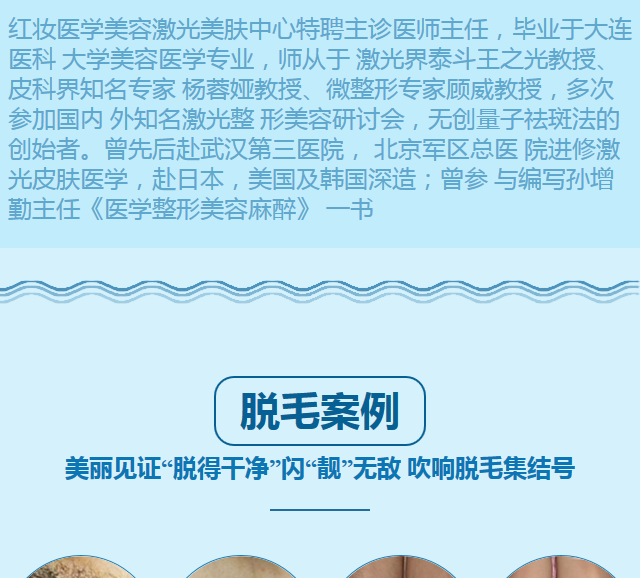 红妆医学美容激光美肤中心特聘主诊医师主任，毕业于大连
医科 大学美容医学专业，师从于 激光界泰斗王之光教授、
皮科界知名专家 杨蓉娅教授、微整形专家顾威教授，多次
参加国内 外知名激光整 形美容研讨会，无创量子祛斑法的
创始者。曾先后赴武汉第三医院， 北京军区总医 院进修激
光皮肤医学，赴日本，美国及韩国深造；曾参 与编写孙增
勤主任《医学整形美容麻醉》 一书
脱毛案例
美丽见证“脱得干净”闪“靓”无敌 吹响脱毛集结号